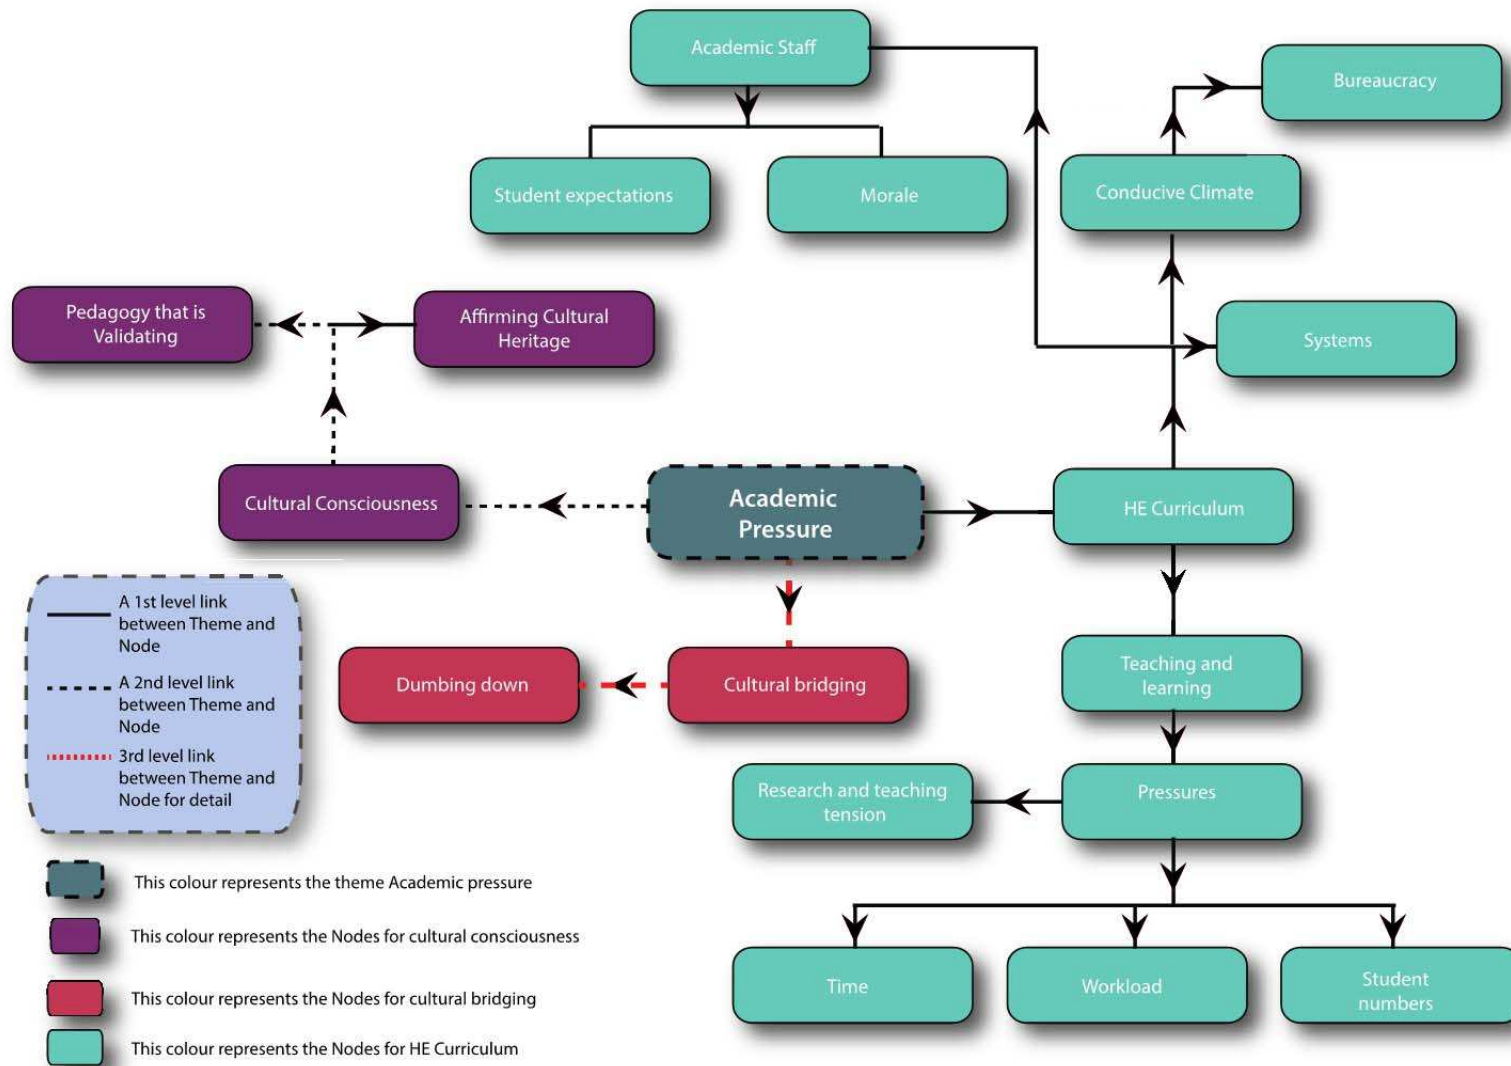 Academic Staff
Bureaucracy
Student expectations
Morale
Conducive Climate
Pedagogy that is
Validating
Affirming Cultural
Heritage
Systems
Cultural Consciousness
Academic
Pressure
HE Curriculum
A 1st level link
between Theme and
Node
A 2nd level link
between Theme and
Node
3rd level link
between Theme and
Node for detail
Dumbing down
Cultural bridging
Teaching and
learning
Research and teaching
tension
Pressures
Time
Workload
Student
numbers
This colour represents the theme Academic pressure
This colour represents the Nodes for cultural consciousness
This colour represents the Nodes for cultural bridging
This colour represents the Nodes for HE Curriculum